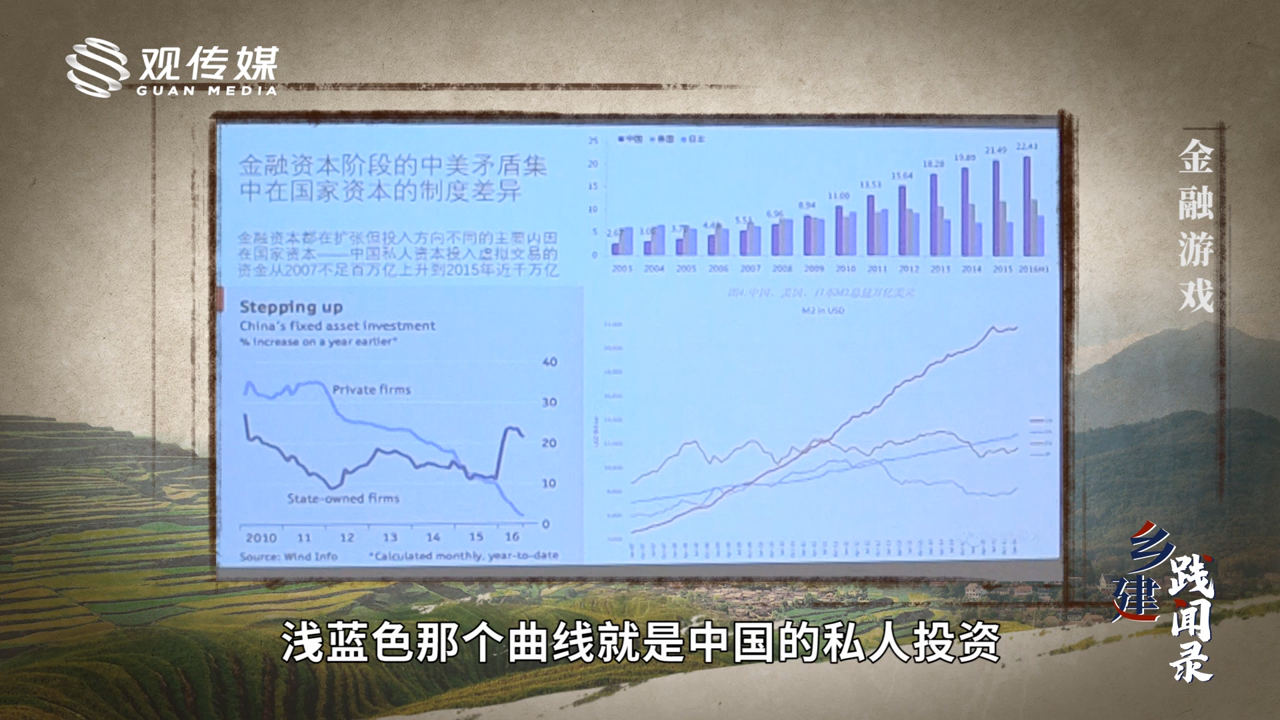 观传媒
GUAN MEDIA
金融游戏
金融资本阶段的中美矛盾集
中在国家资本的制度差异
金融资本都在扩张但投入方向不同的主要内因
在国家资本——中国私人资本投入虚拟交易的
资金从2007不足百万亿上升到2015年近千万亿
Stepping up
China's fixed asset investment
% increase on a year earlier*
40
Private firms
30
20
10
State-owned firms
0
2010 11 12 13 14 15 16
Source: Wind Info *Calculated monthly, year-to-date
25
20
15
10
5
0
中国 美国 日本
5.51 6.96 8.94 11.00 13.53 15.64 18.28 19.89 21.49 22.41
2003 2004 2005 2006 2007 2008 2009 2010 2011 2012 2013 2014 2015
M2 in USD
乡建
践闻录
浅蓝色那个曲线就是中国的私人投资